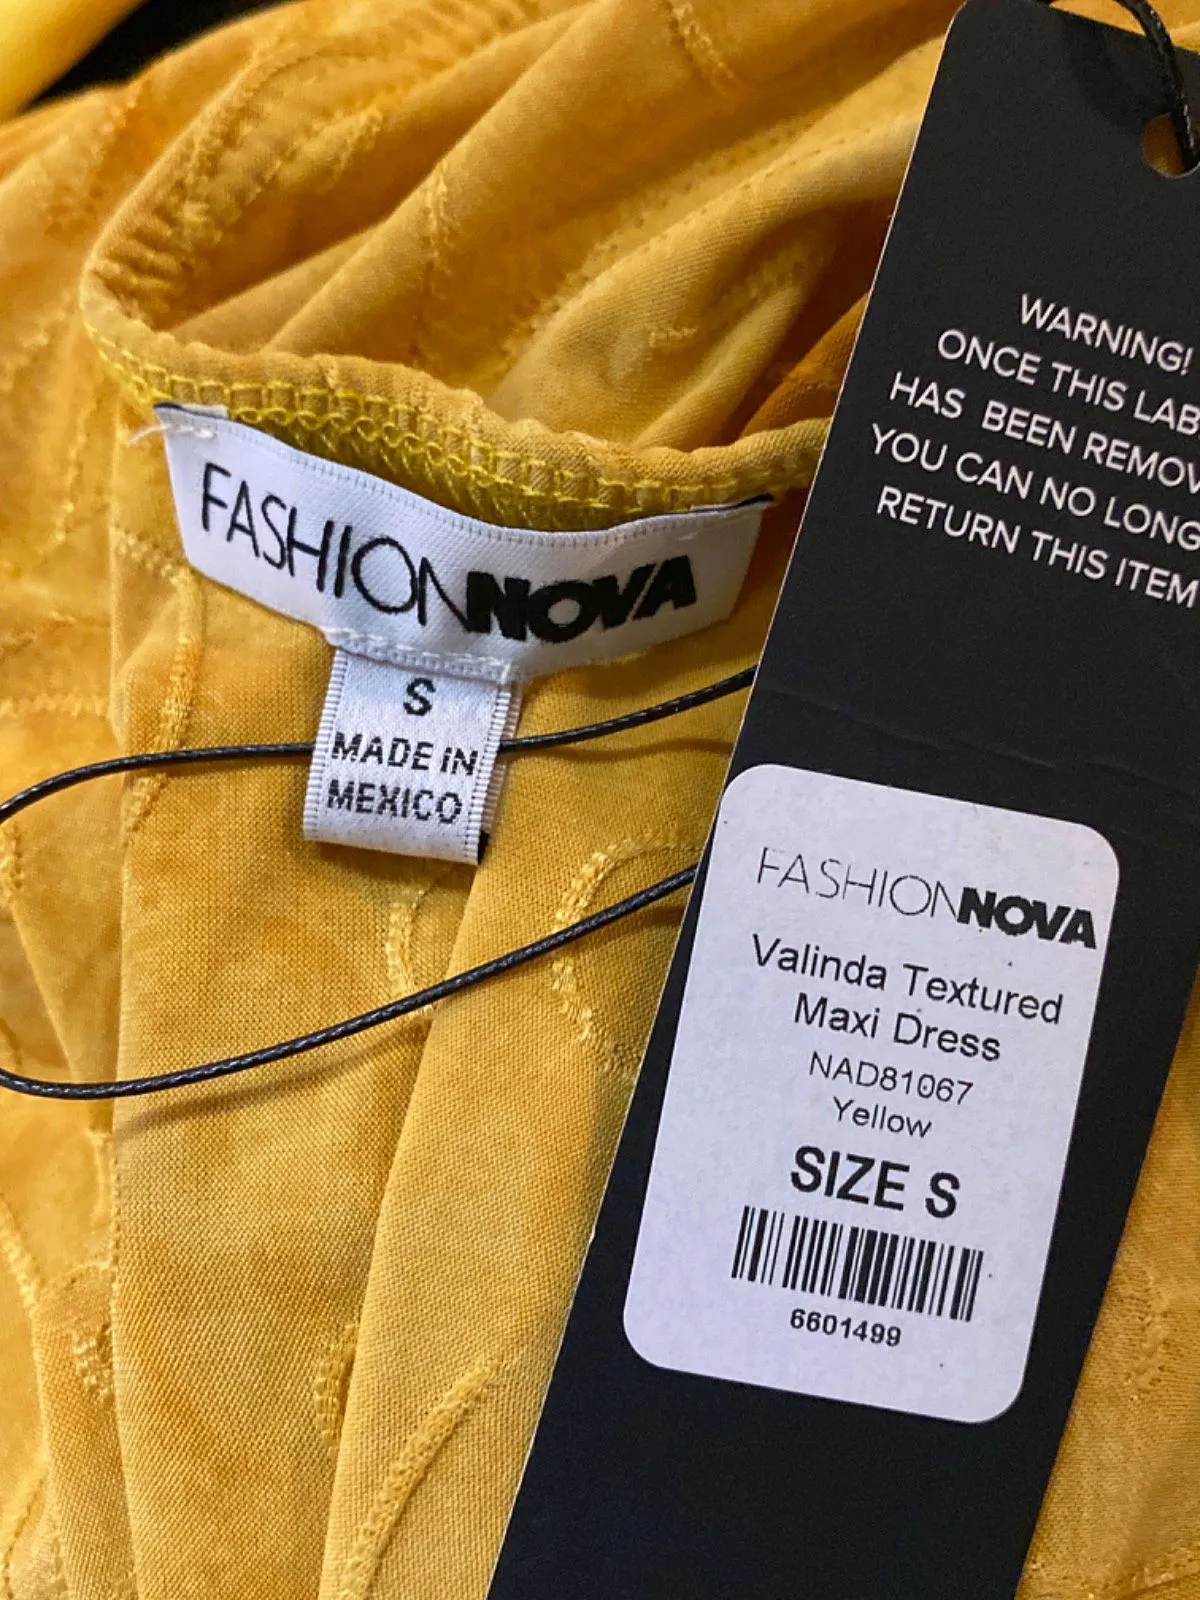 FASHIONNOVA
S
MADE IN
MEXICO
WARNING!
ONCE THIS LAB
HAS BEEN REMOV
YOU CAN NO LONG
RETURN THIS ITEM
FASHIONNOVA
Valinda Textured
Maxi Dress
NAD81067
Yellow
SIZE S
6601499